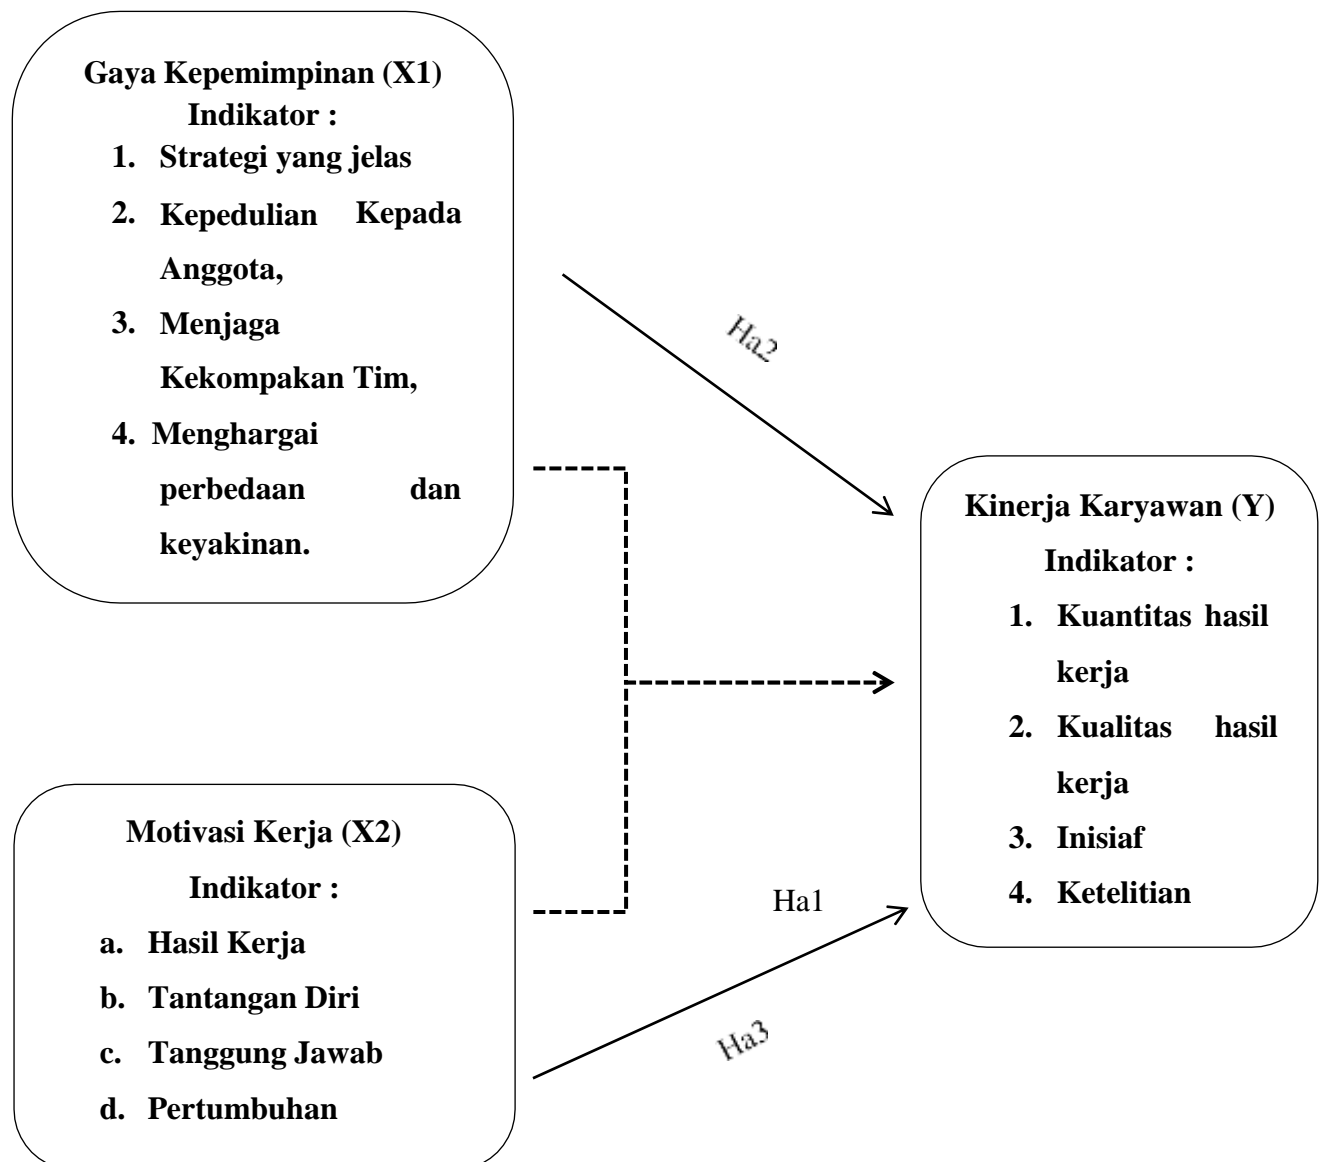 Gaya Kepemimpinan (X1)
Indikator :
1. Strategi yang jelas
2. Kepedulian Kepada
Anggota,
3. Menjaga
Kekompakan Tim,
4. Menghargai
perbedaan dan
keyakinan.
Ha2
Kinerja Karyawan (Y)
Indikator :
1. Kuantitas hasil
kerja
2. Kualitas hasil
kerja
3. Inisiaf
4. Ketelitian
Motivasi Kerja (X2)
Indikator :
a. Hasil Kerja
b. Tantangan Diri
c. Tanggung Jawab
d. Pertumbuhan
Ha1
Ha3